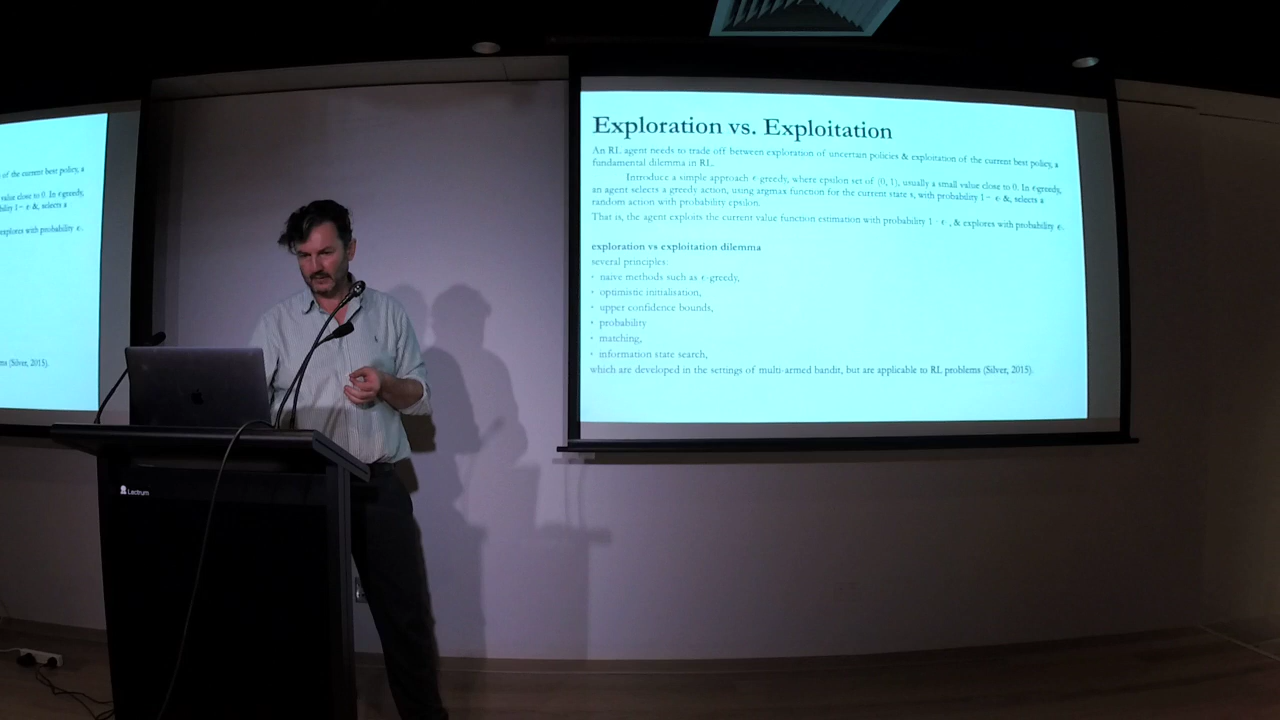 of the current best policy, a
value close to 0. In ϵgreedy,
bility 1 − ϵ &, selects a
explores with probability ϵ.
ms (Silver, 2015).
Exploration vs. Exploitation
An RL agent needs to trade off between exploration of uncertain policies & exploitation of the current best policy, a
fundamental dilemma in RL.
Introduce a simple approach ϵ-greedy, where epsilon set of (0, 1), usually a small value close to 0. In ϵgreedy,
an agent selects a greedy action, using argmax function for the current state s, with probability 1 − ϵ &, selects a
random action with probability epsilon.
That is, the agent exploits the current value function estimation with probability 1 - ϵ , & explores with probability ϵ.
exploration vs exploitation dilemma
several principles:
• naive methods such as ϵ-greedy,
• optimistic initialisation,
• upper confidence bounds,
• probability
• matching,
• information state search,
which are developed in the settings of multi-armed bandit, but are applicable to RL problems (Silver, 2015).
Lectrum